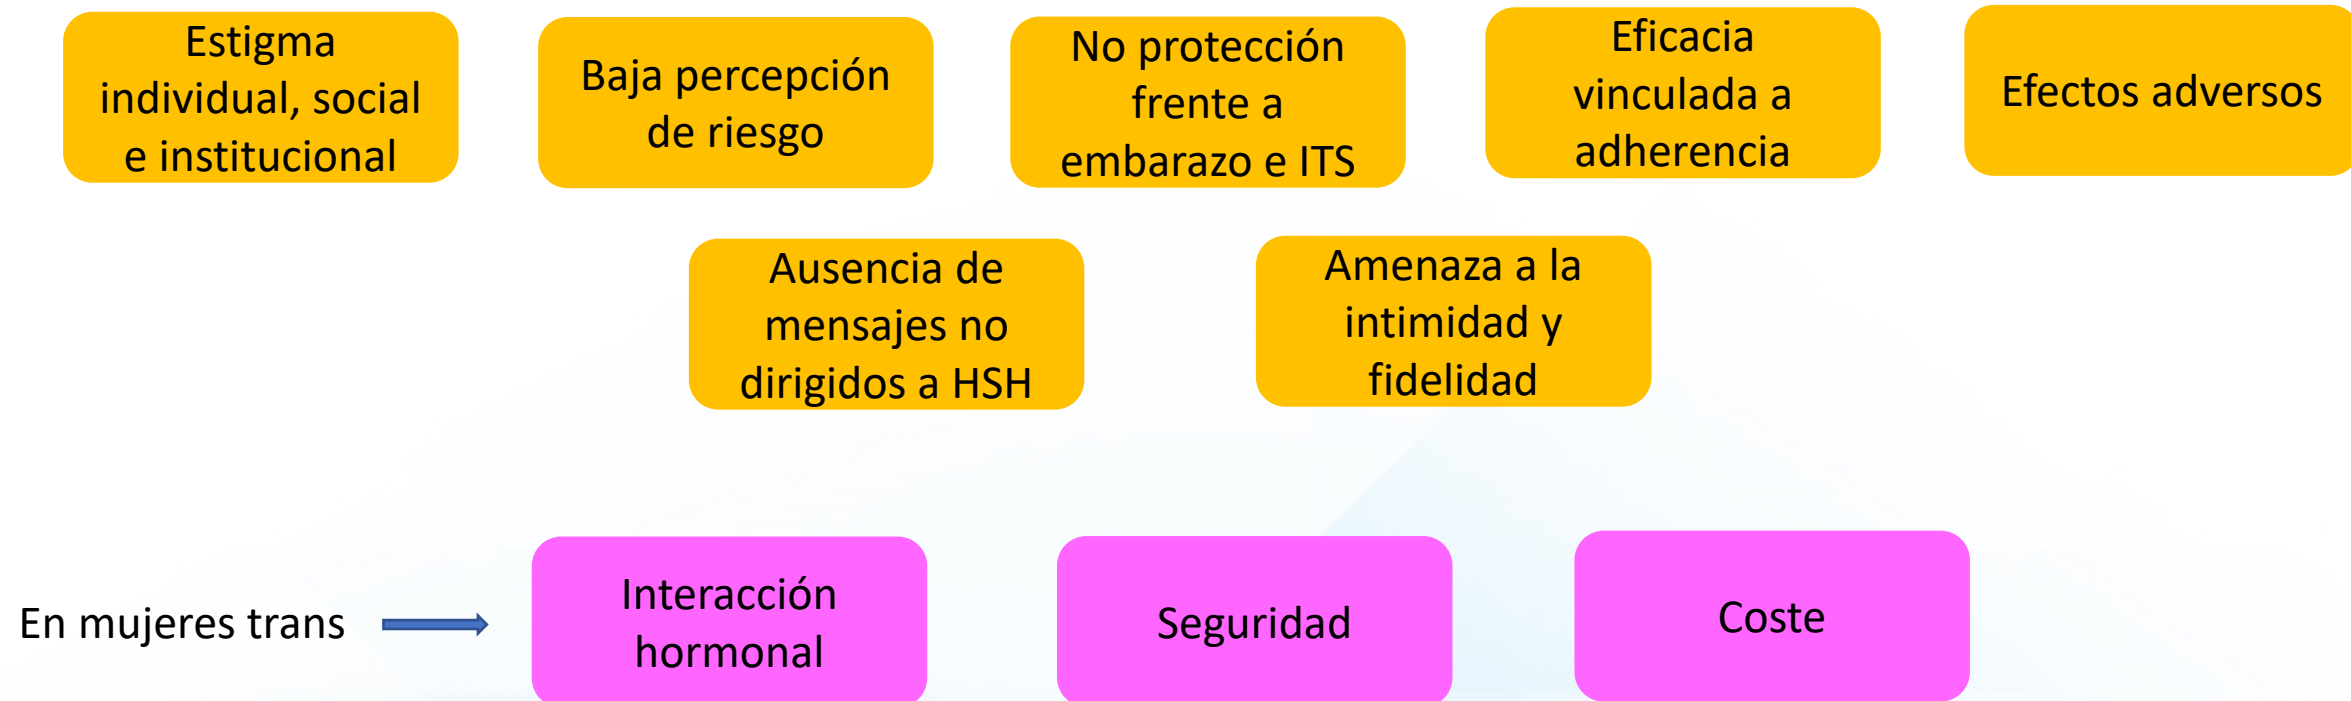 Estigma
individual, social
e institucional
Baja percepción
de riesgo
No protección
frente a
embarazo e ITS
Eficacia
vinculada a
adherencia
Efectos adversos
Ausencia de
mensajes no
dirigidos a HSH
Amenaza a la
intimidad y
fidelidad
En mujeres trans
Interacción
hormonal
Seguridad
Coste